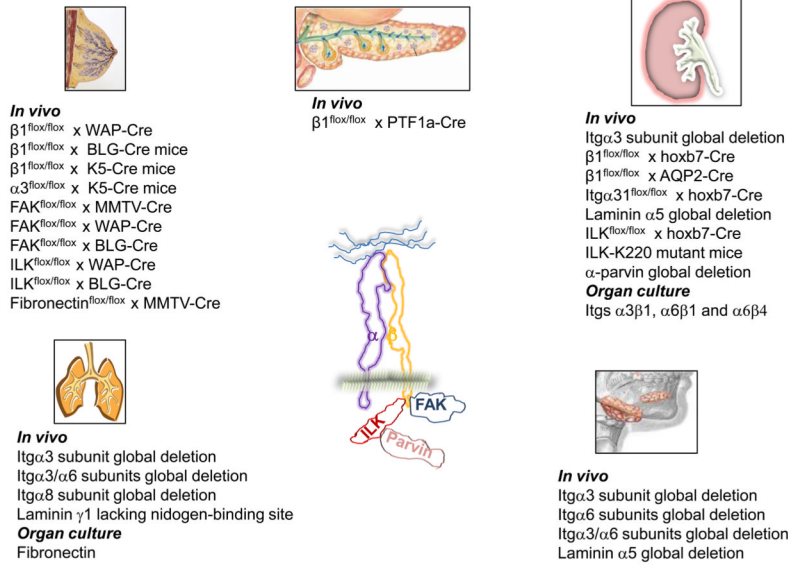 In vivo
β1flox/flox x WAP-Cre
β1flox/flox x BLG-Cre mice
β1flox/flox x K5-Cre mice
α3flox/flox x K5-Cre mice
FAKflox/flox x MMTV-Cre
FAKflox/flox x WAP-Cre
FAKflox/flox x BLG-Cre
ILKflox/flox x WAP-Cre
ILKflox/flox x BLG-Cre
Fibronectinflox/flox x MMTV-Cre
In vivo
β1flox/flox x PTF1a-Cre
In vivo
Itgα3 subunit global deletion
β1flox/flox x hoxb7-Cre
β1flox/flox x AQP2-Cre
Itgα31flox/flox x hoxb7-Cre
Laminin α5 global deletion
ILKflox/flox x hoxb7-Cre
ILK-K220 mutant mice
α-parvin global deletion
Organ culture
Itgs α3β1, α6β1 and α6β4
α β
FAK
ILK
Parvin
In vivo
Itgα3 subunit global deletion
Itgα3/α6 subunits global deletion
Itgα8 subunit global deletion
Laminin γ1 lacking nidogen-binding site
Organ culture
Fibronectin
In vivo
Itgα3 subunit global deletion
Itgα6 subunits global deletion
Itgα3/α6 subunits global deletion
Laminin α5 global deletion